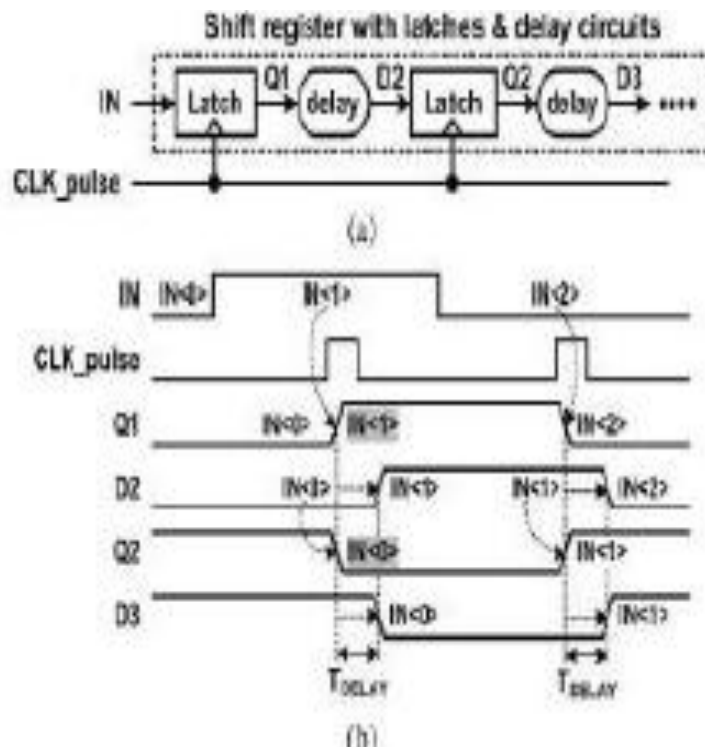 Shift register with latches & delay circuits
IN Latch Q1 delay D2 Latch Q2 delay D3 ....
CLK_pulse
(a)
IN IN<0> IN<1> IN<2>
CLK_pulse
Q1 IN<0> IN<1> IN<2>
D2 IN<0> IN<1> IN<1> IN<2>
Q2 IN<0> IN<1>
D3 IN<0> IN<1>
TDELAY TDELAY
(b)